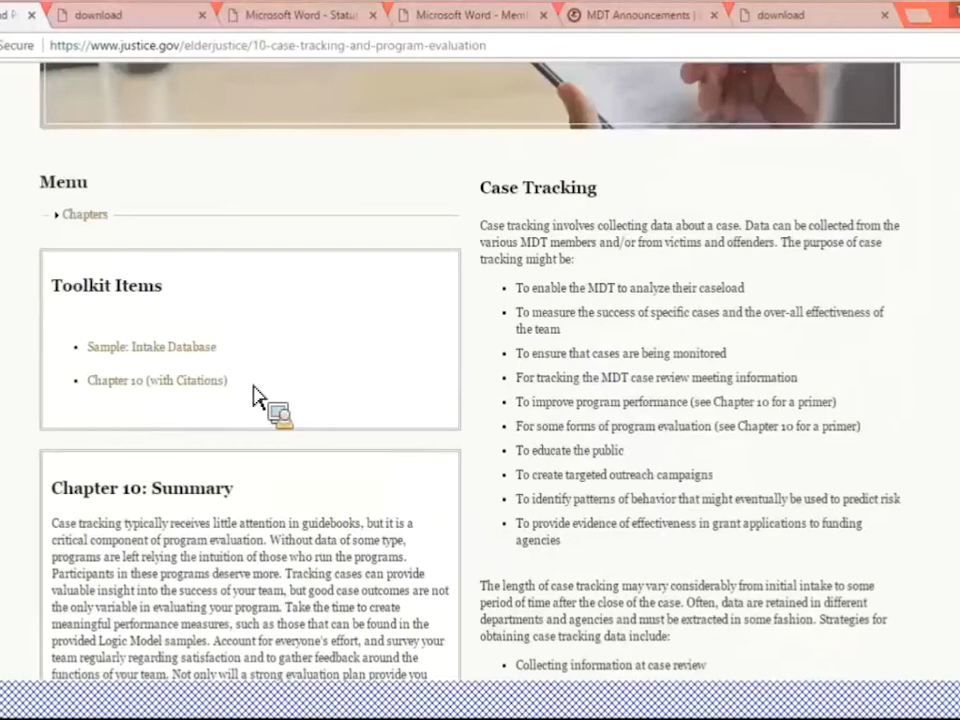 download
Microsoft Word - Statu
Microsoft Word - Mem
MDT Announcements |
download
Secure https://www.justice.gov/elderjustice/10-case-tracking-and-program-evaluation
Menu
Chapters
Toolkit Items
Sample: Intake Database
Chapter 10 (with Citations)
Chapter 10: Summary
Case tracking typically receives little attention in guidebooks, but it is a
critical component of program evaluation. Without data of some type,
programs are left relying the intuition of those who run the programs.
Participants in these programs deserve more. Tracking cases can provide
valuable insight into the success of your team, but good case outcomes are not
the only variable in evaluating your program. Take the time to create
meaningful performance measures, such as those that can be found in the
provided Logic Model samples. Account for everyone's effort, and survey your
team regularly regarding satisfaction and to gather feedback around the
functions of your team. Not only will a strong evaluation plan provide you
Case Tracking
Case tracking involves collecting data about a case. Data can be collected from the
various MDT members and/or from victims and offenders. The purpose of case
tracking might be:
To enable the MDT to analyze their caseload
To measure the success of specific cases and the over-all effectiveness of
the team
To ensure that cases are being monitored
For tracking the MDT case review meeting information
To improve program performance (see Chapter 10 for a primer)
For some forms of program evaluation (see Chapter 10 for a primer)
To educate the public
To create targeted outreach campaigns
To identify patterns of behavior that might eventually be used to predict risk
To provide evidence of effectiveness in grant applications to funding
agencies
The length of case tracking may vary considerably from initial intake to some
period of time after the close of the case. Often, data are retained in different
departments and agencies and must be extracted in some fashion. Strategies for
obtaining case tracking data include:
Collecting information at case review